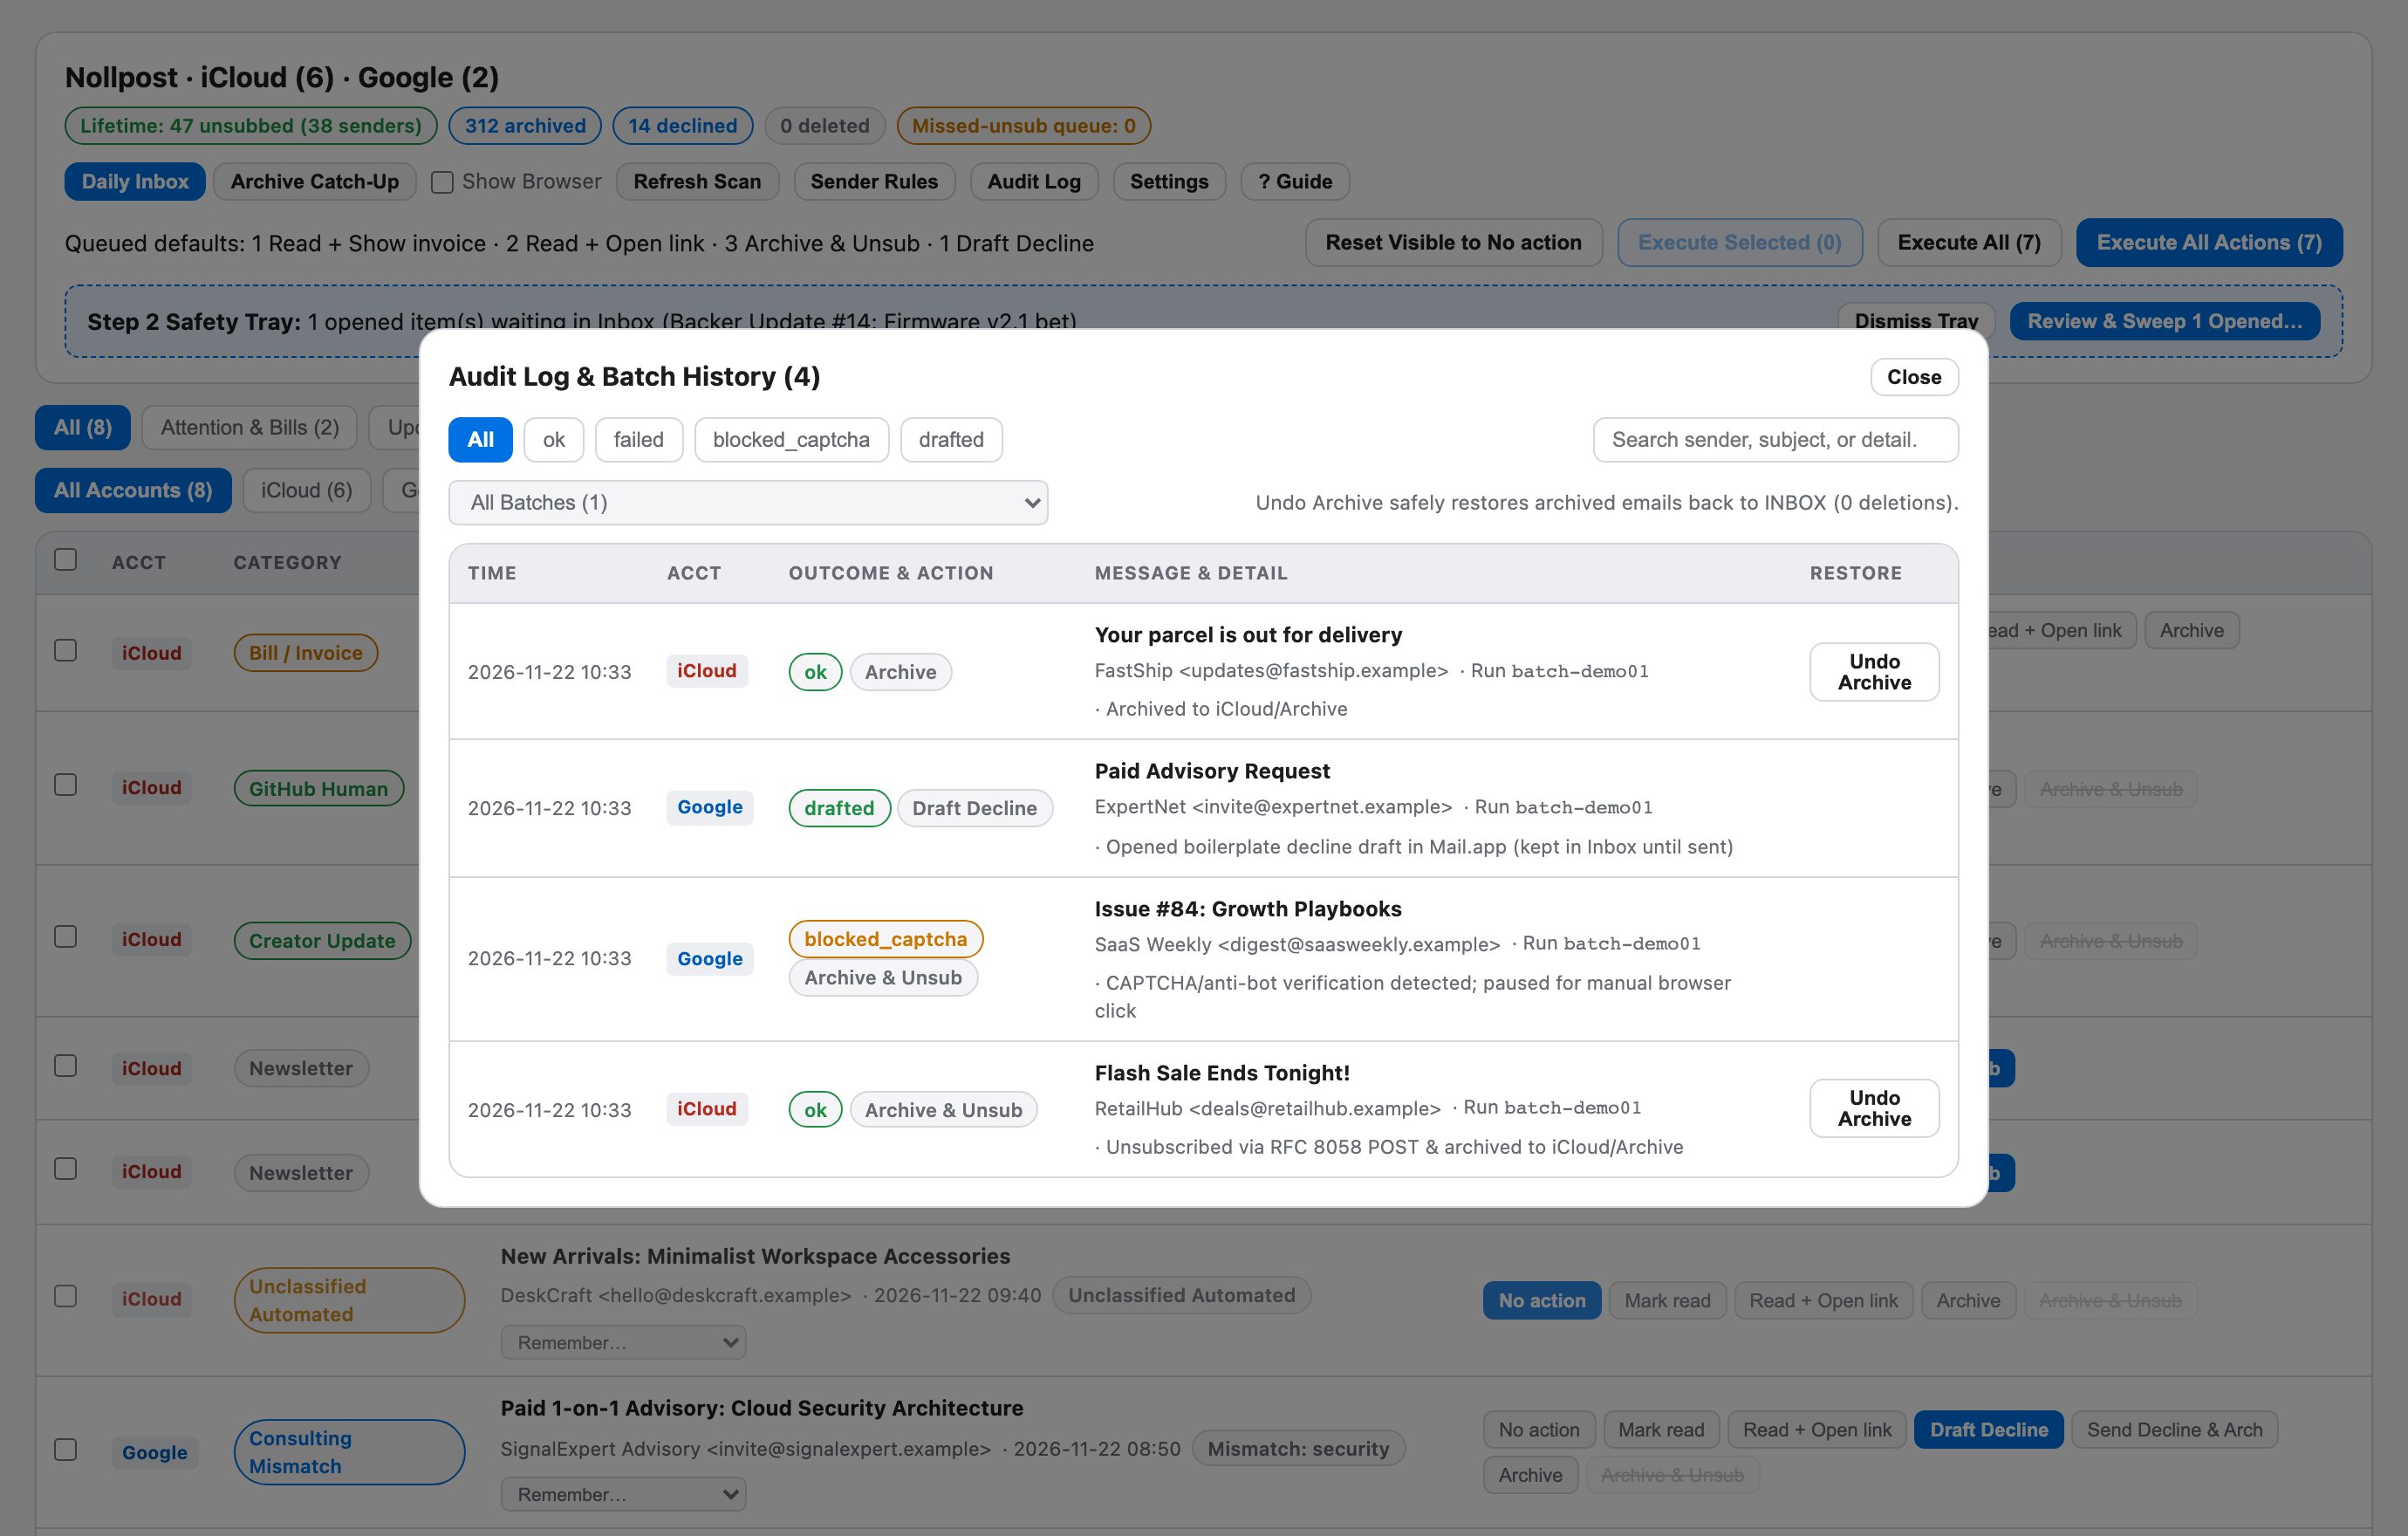 Nollpost · iCloud (6) · Google (2)
Lifetime: 47 unsubbed (38 senders) 312 archived 14 declined 0 deleted Missed-unsub queue: 0
Daily Inbox Archive Catch-Up Show Browser Refresh Scan Sender Rules Audit Log Settings ? Guide
Queued defaults: 1 Read + Show invoice · 2 Read + Open link · 3 Archive & Unsub · 1 Draft Decline Reset Visible to No action Execute Selected (0) Execute All (7) Execute All Actions (7)
Step 2 Safety Tray: 1 opened item(s) waiting in Inbox (Backer Update #14: Firmware v2.1 bet) Dismiss Tray Review & Sweep 1 Opened...
Audit Log & Batch History (4) Close
All (8) Attention & Bills (2)
All ok failed blocked_captcha drafted Search sender, subject, or detail.
All Accounts (8) iCloud (6)
All Batches (1) Undo Archive safely restores archived emails back to INBOX (0 deletions).
ACCT CATEGORY
TIME ACCT OUTCOME & ACTION MESSAGE & DETAIL RESTORE
iCloud Bill / Invoice Open link Archive
2026-11-22 10:33 iCloud ok Archive
Your parcel is out for delivery
FastShip <updates@fastship.example> · Run batch-demo01
· Archived to iCloud/Archive
Undo
Archive
iCloud GitHub Human Archive & Unsub
2026-11-22 10:33 Google drafted Draft Decline
Paid Advisory Request
ExpertNet <invite@expertnet.example> · Run batch-demo01
· Opened boilerplate decline draft in Mail.app (kept in Inbox until sent)
iCloud Creator Update Archive & Unsub
2026-11-22 10:33 Google blocked_captcha
Archive & Unsub
Issue #84: Growth Playbooks
SaaS Weekly <digest@saasweekly.example> · Run batch-demo01
· CAPTCHA/anti-bot verification detected; paused for manual browser
click
iCloud Newsletter
2026-11-22 10:33 iCloud ok Archive & Unsub
Flash Sale Ends Tonight!
RetailHub <deals@retailhub.example> · Run batch-demo01
· Unsubscribed via RFC 8058 POST & archived to iCloud/Archive
Undo
Archive
iCloud Newsletter
New Arrivals: Minimalist Workspace Accessories
iCloud Unclassified
Automated
DeskCraft <hello@deskcraft.example> · 2026-11-22 09:40 Unclassified Automated
Remember...
No action Mark read Read + Open link Archive Archive & Unsub
Paid 1-on-1 Advisory: Cloud Security Architecture
Google Consulting
Mismatch
SignalExpert Advisory <invite@signalexpert.example> · 2026-11-22 08:50 Mismatch: security
Remember...
No action Mark read Read + Open link Draft Decline Send Decline & Arch
Archive Archive & Unsub